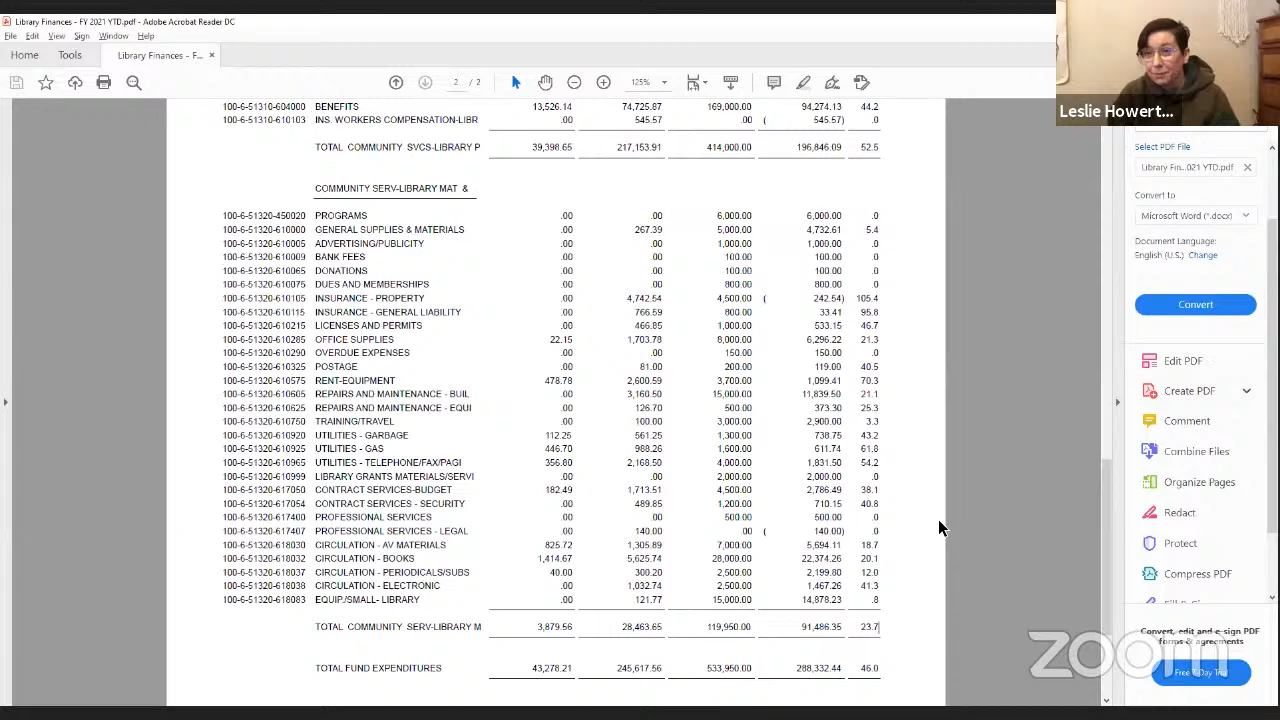 Library Finances - FY 2021 YTD.pdf - Adobe Acrobat Reader DC
File Edit View Sign Window Help
Home Tools Library Finances - F... ×
2 / 2 125%
Leslie Howert...
100-6-51310-604000 BENEFITS 13,526.14 74,725.87 169,000.00 94,274.13 44.2
100-6-51310-610103 INS. WORKERS COMPENSATION-LIBR .00 545.57 .00 ( 545.57) .0
TOTAL COMMUNITY SVCS-LIBRARY P 39,398.65 217,153.91 414,000.00 196,846.09 52.5
COMMUNITY SERV-LIBRARY MAT &
100-6-51320-450020 PROGRAMS .00 .00 6,000.00 6,000.00 .0
100-6-51320-610000 GENERAL SUPPLIES & MATERIALS .00 267.39 5,000.00 4,732.61 5.4
100-6-51320-610005 ADVERTISING/PUBLICITY .00 .00 1,000.00 1,000.00 .0
100-6-51320-610009 BANK FEES .00 .00 100.00 100.00 .0
100-6-51320-610065 DONATIONS .00 .00 100.00 100.00 .0
100-6-51320-610075 DUES AND MEMBERSHIPS .00 .00 800.00 800.00 .0
100-6-51320-610105 INSURANCE - PROPERTY .00 4,742.54 4,500.00 ( 242.54) 105.4
100-6-51320-610115 INSURANCE - GENERAL LIABILITY .00 766.59 800.00 33.41 95.8
100-6-51320-610215 LICENSES AND PERMITS .00 466.85 1,000.00 533.15 46.7
100-6-51320-610285 OFFICE SUPPLIES 22.15 1,703.78 8,000.00 6,296.22 21.3
100-6-51320-610290 OVERDUE EXPENSES .00 .00 150.00 150.00 .0
100-6-51320-610325 POSTAGE .00 81.00 200.00 119.00 40.5
100-6-51320-610575 RENT-EQUIPMENT 478.78 2,600.59 3,700.00 1,099.41 70.3
100-6-51320-610605 REPAIRS AND MAINTENANCE - BUIL .00 3,160.50 15,000.00 11,839.50 21.1
100-6-51320-610625 REPAIRS AND MAINTENANCE - EQUI .00 126.70 500.00 373.30 25.3
100-6-51320-610750 TRAINING/TRAVEL .00 100.00 3,000.00 2,900.00 3.3
100-6-51320-610920 UTILITIES - GARBAGE 112.25 561.25 1,300.00 738.75 43.2
100-6-51320-610925 UTILITIES - GAS 446.70 988.26 1,600.00 611.74 61.8
100-6-51320-610965 UTILITIES - TELEPHONE/FAX/PAGI 356.80 2,168.50 4,000.00 1,831.50 54.2
100-6-51320-610999 LIBRARY GRANTS MATERIALS/SERVI .00 .00 2,000.00 2,000.00 .0
100-6-51320-617050 CONTRACT SERVICES-BUDGET 182.49 1,713.51 4,500.00 2,786.49 38.1
100-6-51320-617054 CONTRACT SERVICES - SECURITY .00 489.85 1,200.00 710.15 40.8
100-6-51320-617400 PROFESSIONAL SERVICES .00 .00 500.00 500.00 .0
100-6-51320-617407 PROFESSIONAL SERVICES - LEGAL .00 140.00 .00 ( 140.00) .0
100-6-51320-618030 CIRCULATION - AV MATERIALS 825.72 1,305.89 7,000.00 5,694.11 18.7
100-6-51320-618032 CIRCULATION - BOOKS 1,414.67 5,625.74 28,000.00 22,374.26 20.1
100-6-51320-618037 CIRCULATION - PERIODICALS/SUBS 40.00 300.20 2,500.00 2,199.80 12.0
100-6-51320-618038 CIRCULATION - ELECTRONIC .00 1,032.74 2,500.00 1,467.26 41.3
100-6-51320-618083 EQUIP./SMALL- LIBRARY .00 121.77 15,000.00 14,878.23 .8
TOTAL COMMUNITY SERV-LIBRARY M 3,879.56 28,463.65 119,950.00 91,486.35 23.7
TOTAL FUND EXPENDITURES 43,278.21 245,617.56 533,950.00 288,332.44 46.0
Select PDF File
Library Fin...021 YTD.pdf
Convert to
Microsoft Word (*.docx)
Document Language:
English (U.S.) Change
Convert
Edit PDF
Create PDF
Comment
Combine Files
Organize Pages
Redact
Protect
Compress PDF
Convert, edit and e-sign PDF
forms & agreements
Free 7-Day Trial
zoom